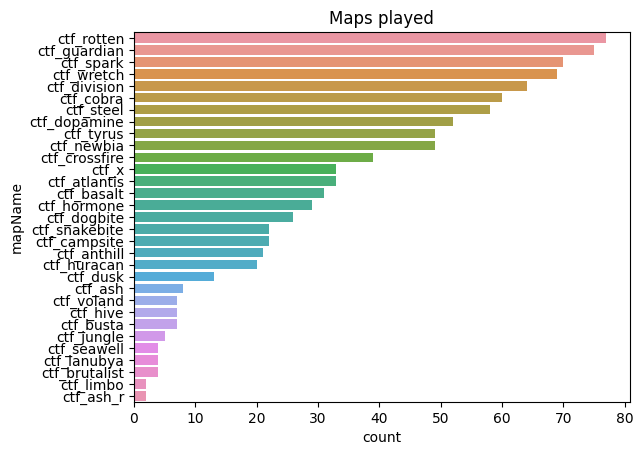 Maps played
mapName
ctf_rotten
ctf_guardian
ctf_spark
ctf_wretch
ctf_division
ctf_cobra
ctf_steel
ctf_dopamine
ctf_tyrus
ctf_newbia
ctf_crossfire
ctf_x
ctf_atlantis
ctf_basalt
ctf_hormone
ctf_dogbite
ctf_snakebite
ctf_campsite
ctf_anthill
ctf_huracan
ctf_dusk
ctf_ash
ctf_voland
ctf_hive
ctf_busta
ctf_jungle
ctf_seawell
ctf_lanubya
ctf_brutalist
ctf_limbo
ctf_ash_r
0 10 20 30 40 50 60 70 80
count